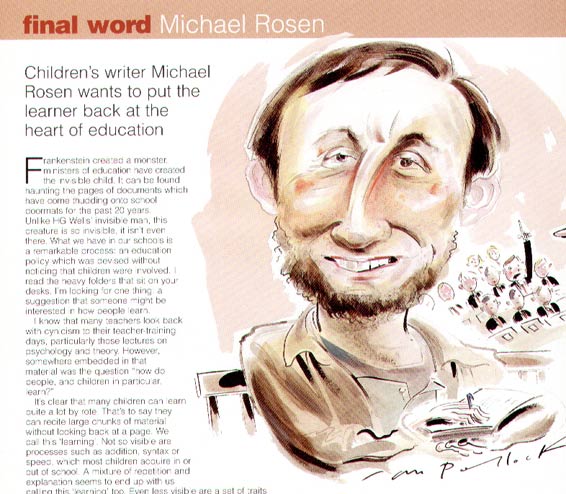 final word Michael Rosen
Children's writer Michael
Rosen wants to put the
learner back at the
heart of education
Frankenstein created a monster,
ministers of education have created
the invisible child. It can be found
haunting the pages of documents which
have come thudding onto school
doormats for the past 20 years.
Unlike HG Wells' invisible man, this
creature is so invisible, it isn't even
there. What we have in our schools is
a remarkable process: an education
policy which was devised without
noticing that children were involved. I
read the heavy folders that sit on your
desks. I'm looking for one thing: a
suggestion that someone might be
interested in how people learn.
I know that many teachers look back
with cynicism to their teacher-training
days, particularly those lectures on
psychology and theory. However,
somewhere embedded in that
material was the question "how do
people, and children in particular,
learn?"
It's clear that many children can learn
quite a lot by rote. That's to say they
can recite large chunks of material
without looking back at a page. We
call this 'learning'. Not so visible are
processes such as addition, syntax or
speed, which most children acquire in or
out of school. A mixture of repetition and
explanation seems to end up with us
calling this 'learning' too. Even less visible are a set of traits
Ian Pollock